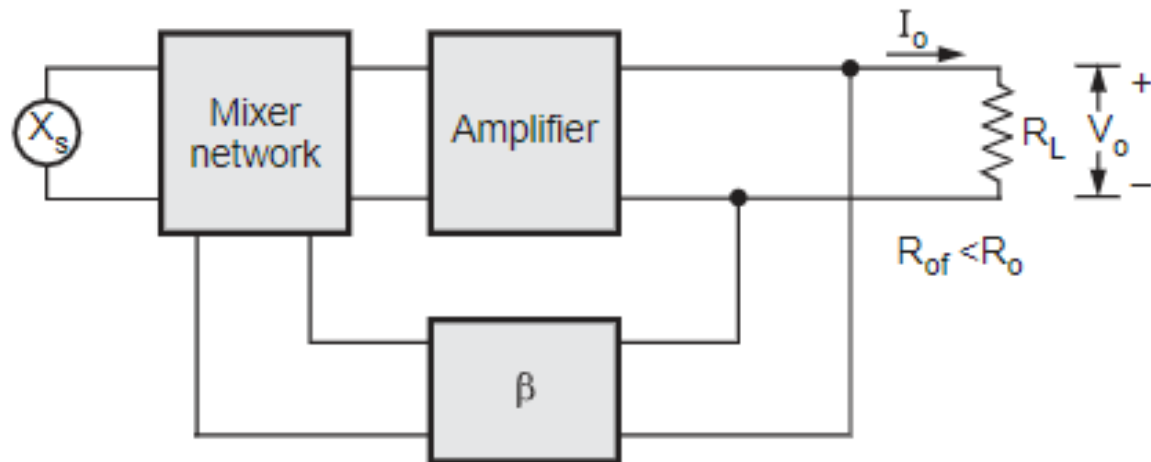 I_o
X_s
Mixer
network
Amplifier
R_L
+
V_o
–
R_of < R_o
β